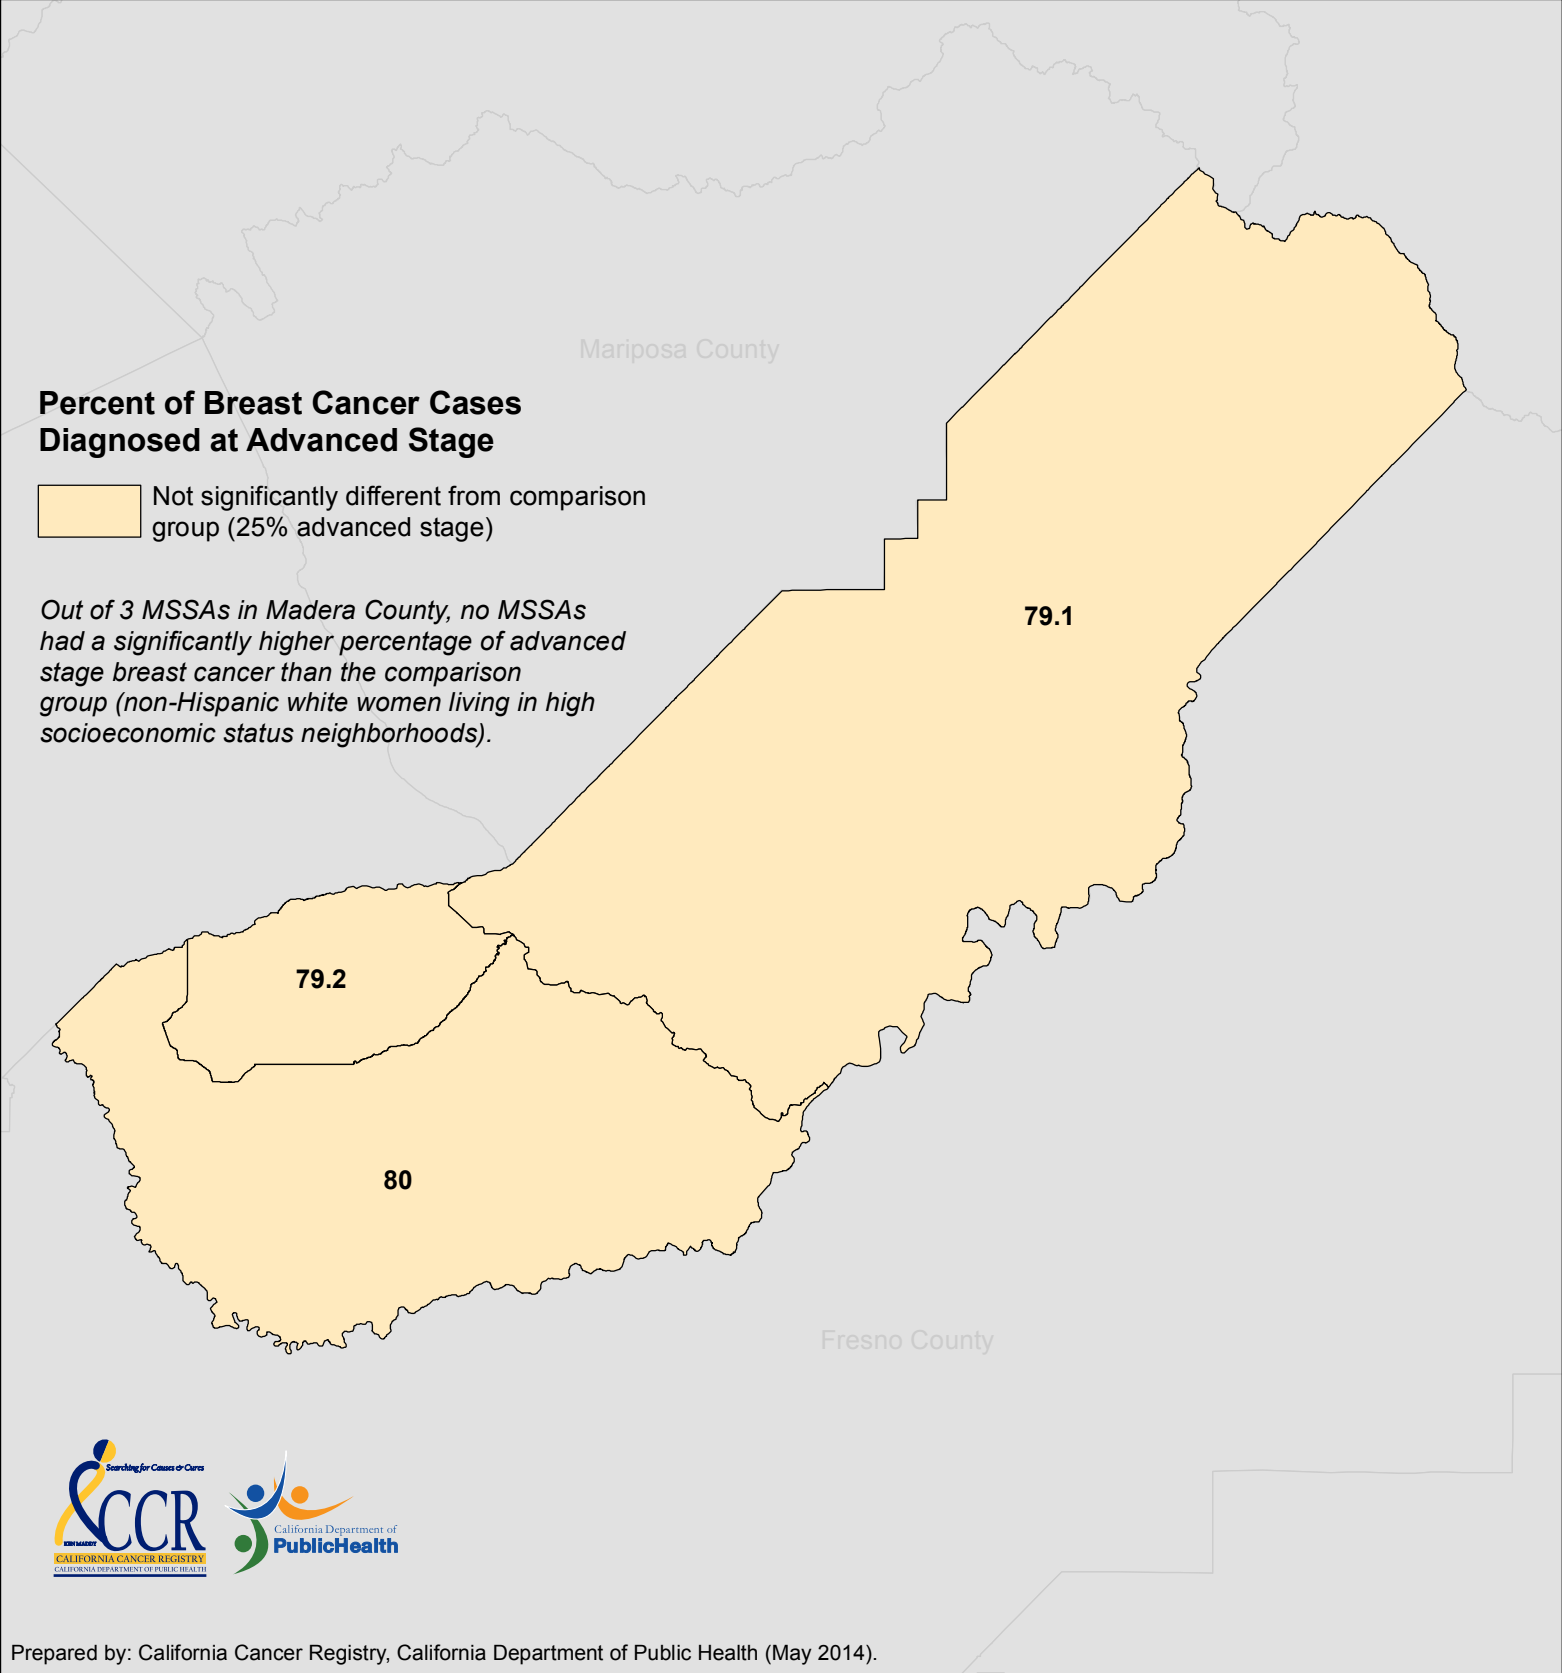 Mariposa County
Percent of Breast Cancer Cases
Diagnosed at Advanced Stage
Not significantly different from comparison
group (25% advanced stage)
Out of 3 MSSAs in Madera County, no MSSAs
had a significantly higher percentage of advanced
stage breast cancer than the comparison
group (non-Hispanic white women living in high
socioeconomic status neighborhoods).
79.1
79.2
80
Fresno County
Searching for Causes & Cures
KEN MADDY
CCR
CALIFORNIA CANCER REGISTRY
CALIFORNIA DEPARTMENT OF PUBLIC HEALTH
California Department of
PublicHealth
Prepared by: California Cancer Registry, California Department of Public Health (May 2014).